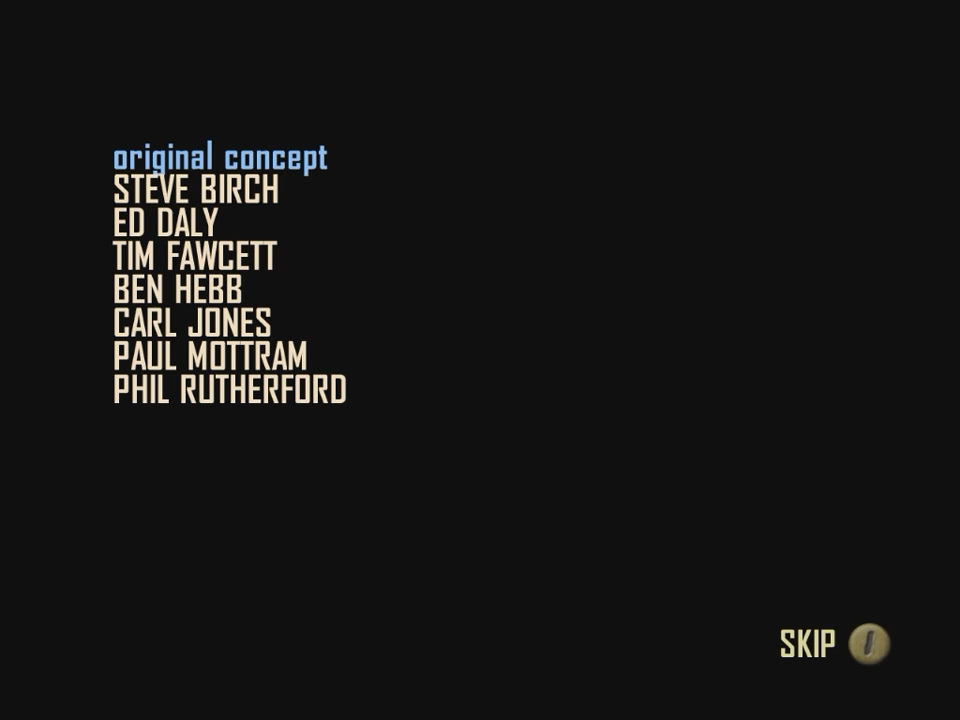 original concept
STEVE BIRCH
ED DALY
TIM FAWCETT
BEN HEBB
CARL JONES
PAUL MOTTRAM
PHIL RUTHERFORD
SKIP